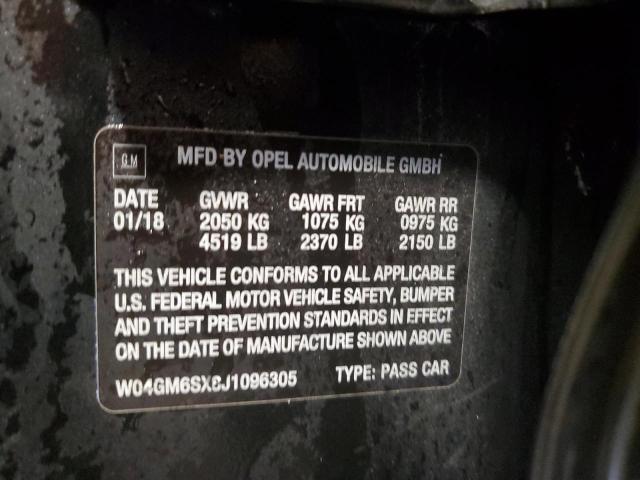 GM MFD BY OPEL AUTOMOBILE GMBH
DATE GVWR GAWR FRT GAWR RR
01/18 2050 KG 1075 KG 0975 KG
4519 LB 2370 LB 2150 LB
THIS VEHICLE CONFORMS TO ALL APPLICABLE
U.S. FEDERAL MOTOR VEHICLE SAFETY, BUMPER
AND THEFT PREVENTION STANDARDS IN EFFECT
ON THE DATE OF MANUFACTURE SHOWN ABOVE
W04GM6SX8J1096305 TYPE: PASS CAR